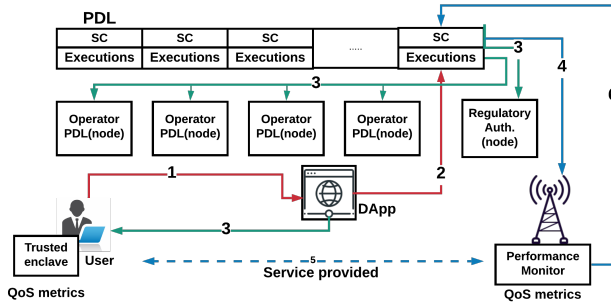 PDL
SC SC SC ..... SC
Executions Executions Executions Executions
3
4
3
Operator
PDL(node)
Operator
PDL(node)
Operator
PDL(node)
Operator
PDL(node)
Regulatory
Auth.
(node)
1
2
DApp
3
Trusted
enclave
User
QoS metrics
5
Service provided
Performance
Monitor
QoS metrics